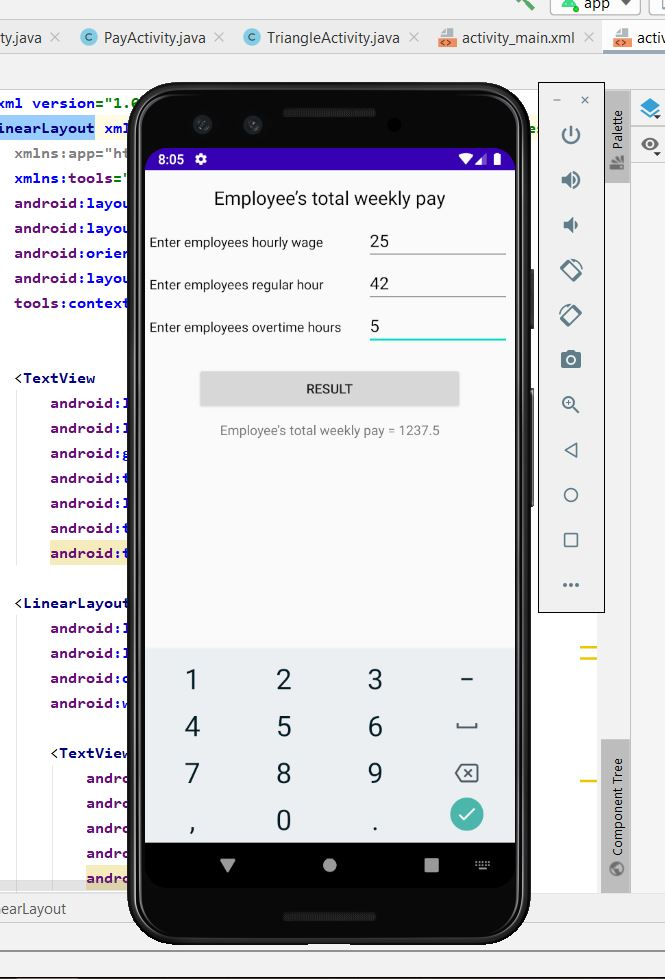 app
ty.java
PayActivity.java
TriangleActivity.java
activity_main.xml
activ
xml version="1.0
inearLayout xml
xmlns:app="ht
xmlns:tools="
android:layou
android:layou
android:orien
android:layou
tools:context
<TextView
android:l
android:l
android:g
android:t
android:l
android:t
android:t
<LinearLayout
android:l
android:l
android:o
android:w
<TextView
andro
andro
andro
andro
andro
earLayout
8:05
Employee's total weekly pay
Enter employees hourly wage 25
Enter employees regular hour 42
Enter employees overtime hours 5
RESULT
Employee's total weekly pay = 1237.5
1 2 3 -
4 5 6
7 8 9
, 0 .
Palette
Component Tree